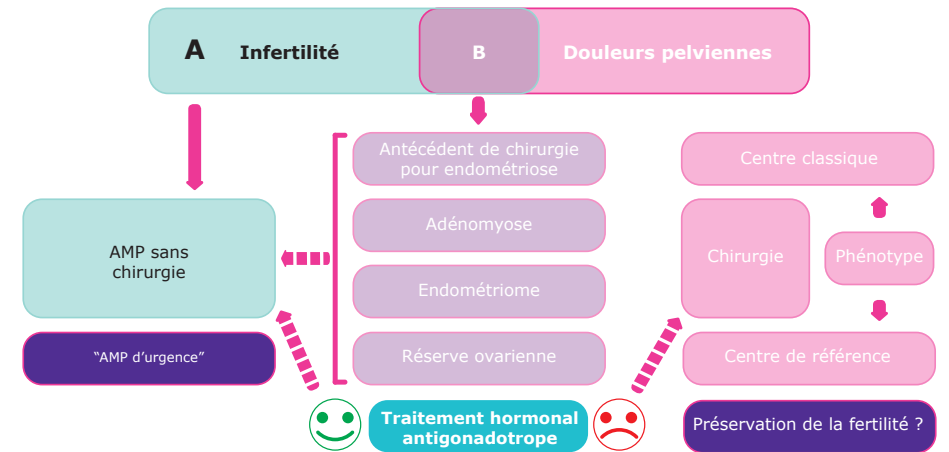 A
Infertilité
B
Douleurs pelviennes
Antécédent de chirurgie
pour endométriose
Centre classique
AMP sans
chirurgie
Adénomyose
Chirurgie
Phénotype
Endométriome
"AMP d’urgence"
Réserve ovarienne
Centre de référence
Traitement hormonal
antigonadotrope
Préservation de la fertilité ?